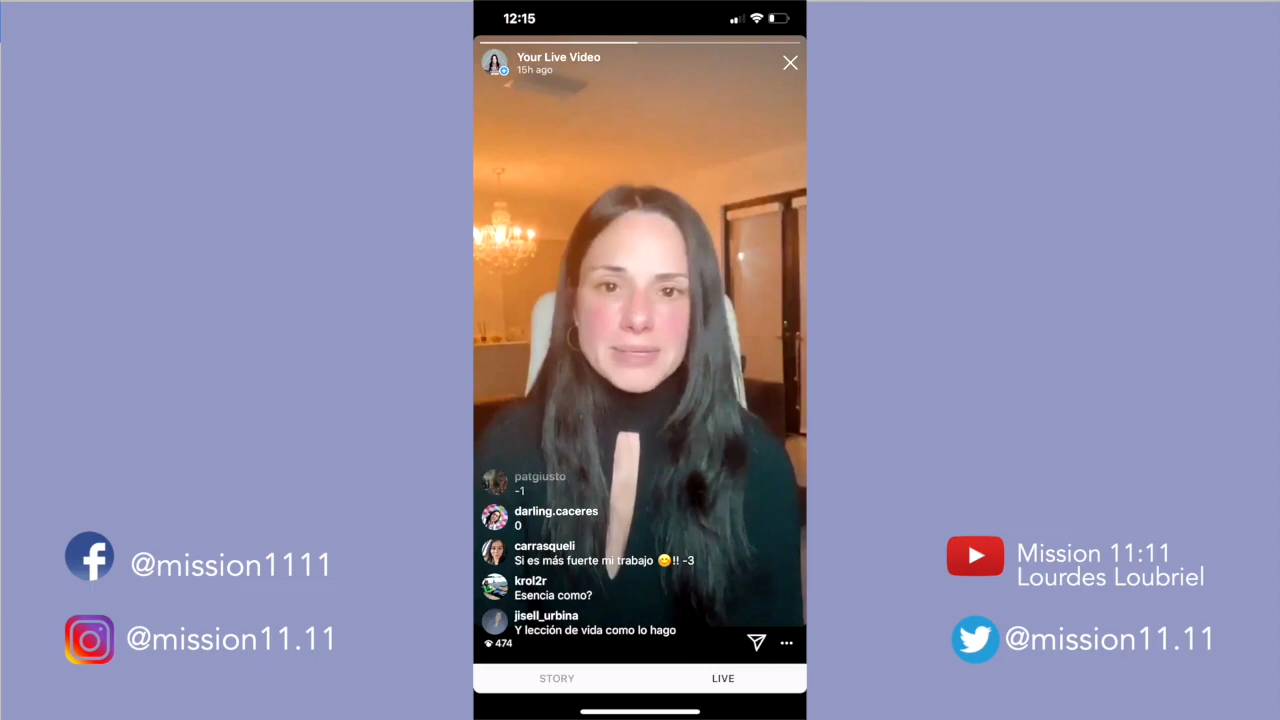 12:15
Your Live Video
15h ago
patgiusto
-1
darling.caceres
0
carrasqueli
Si es más fuerte mi trabajo 😊!! -3
krol2r
Esencia como?
jisell_urbina
Y lección de vida como lo hago
474
STORY
LIVE
@mission1111
@mission11.11
Mission 11:11
Lourdes Loubriel
@mission11.11